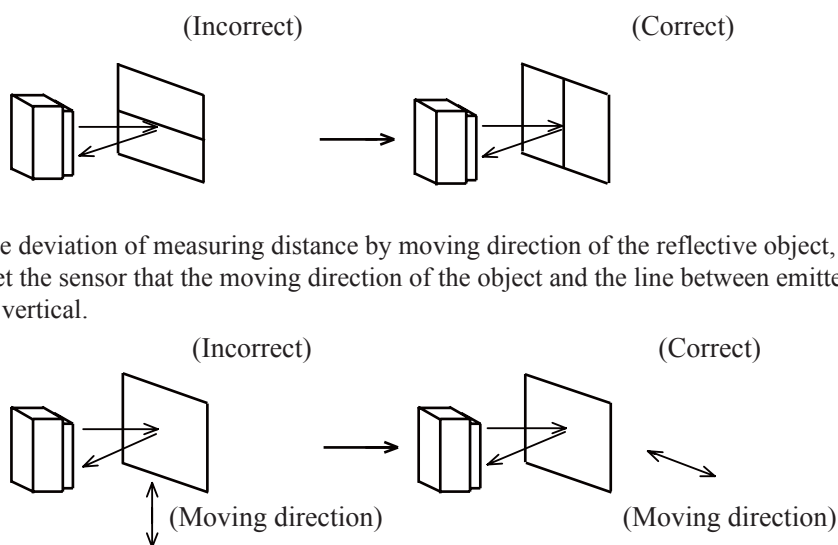 (Incorrect) (Correct)
e deviation of measuring distance by moving direction of the reflective object,
et the sensor that the moving direction of the object and the line between emitte
vertical.
(Incorrect) (Correct)
(Moving direction) (Moving direction)